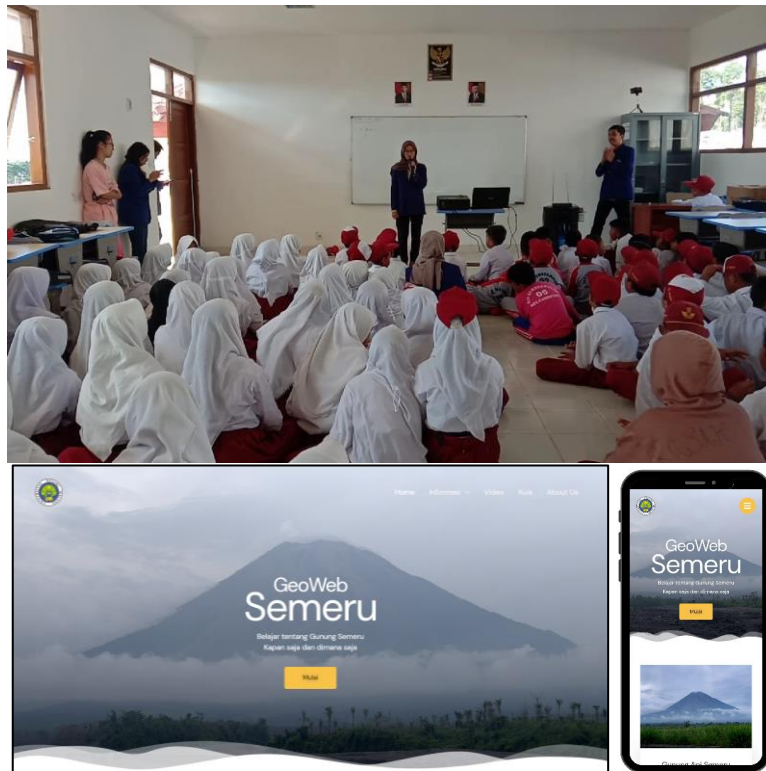 Home Informasi Video Kuis About Us
GeoWeb
Semeru
Belajar tentang Gunung Semeru
Kapan saja dan dimana saja
Mulai
GeoWeb
Semeru
Belajar tentang Gunung Semeru
Kapan saja dan dimana saja
Mulai
Gunung Api Semeru